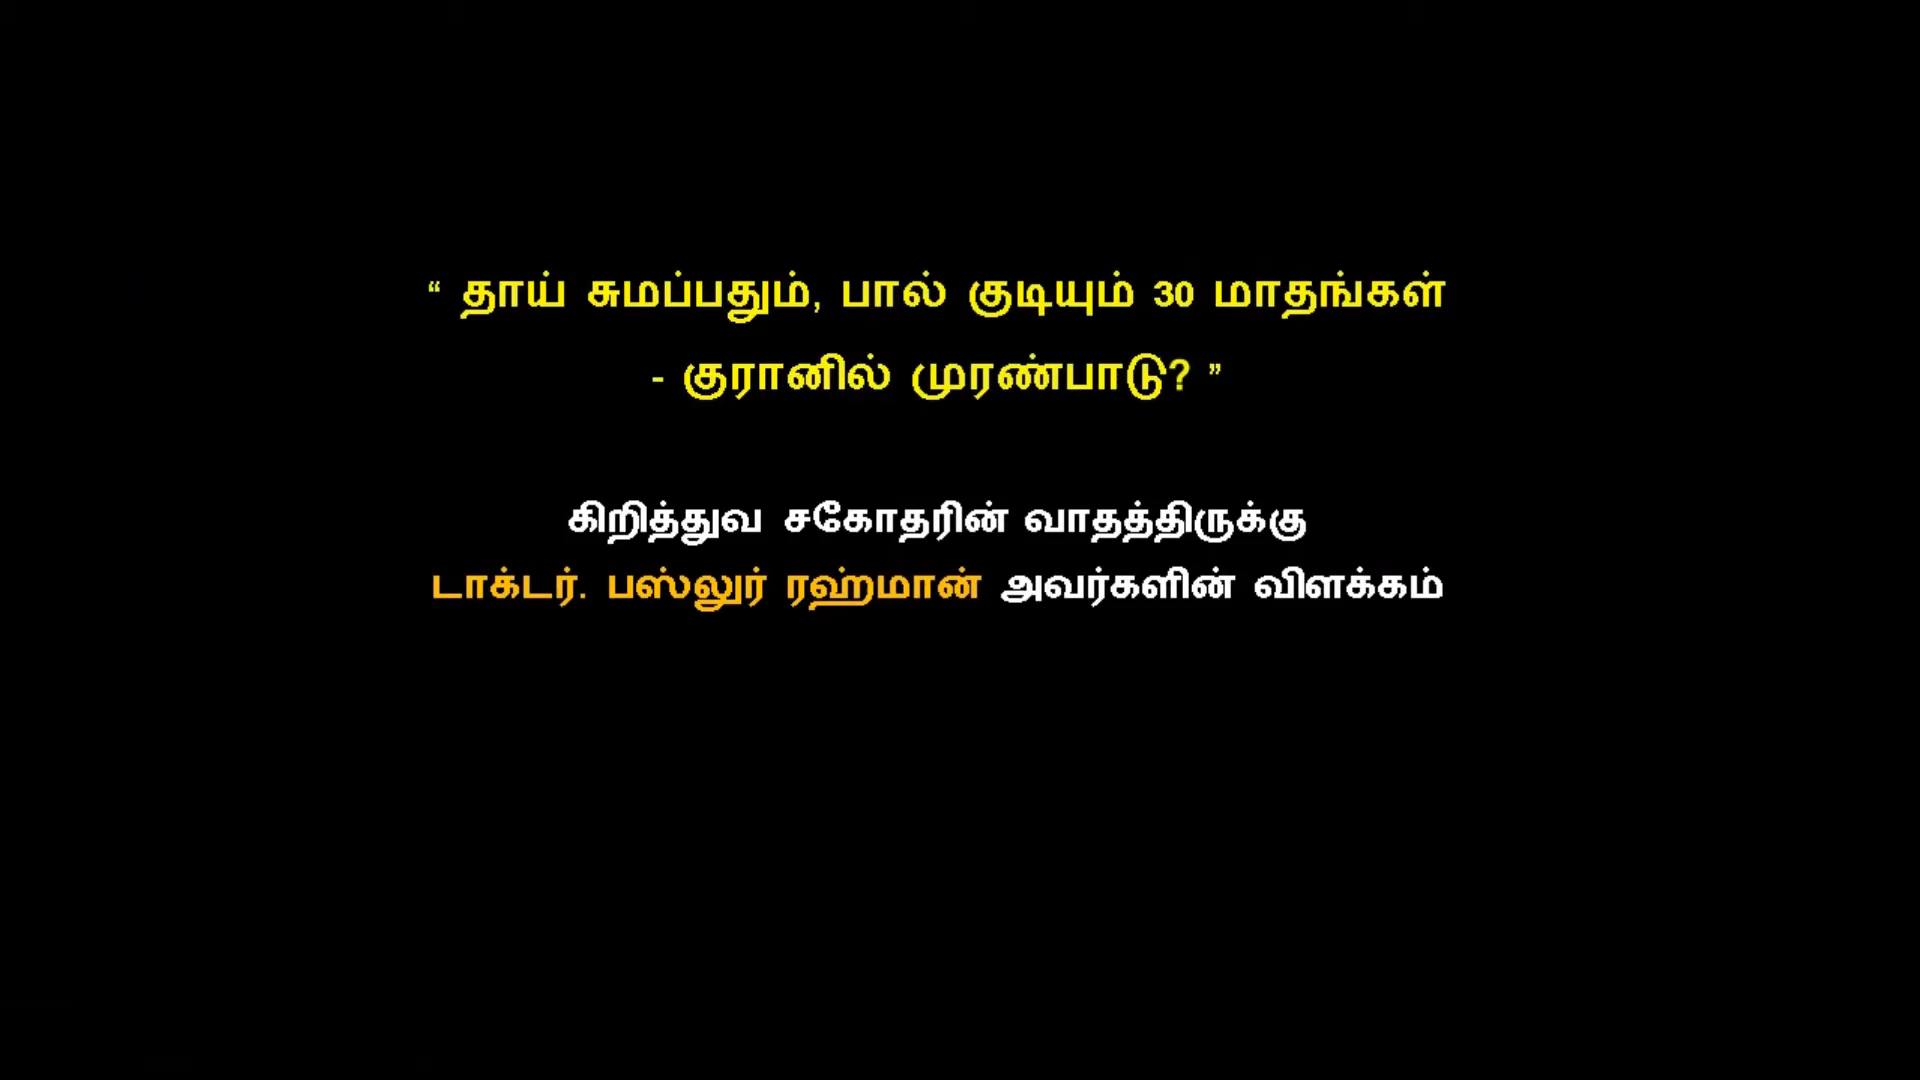 “ தாய் சுமப்பதும், பால் குடியும் 30 மாதங்கள்
- குரானில் முரண்பாடு? ”
கிறித்துவ சகோதரின் வாதத்திருக்கு
டாக்டர். பஸ்லுர் ரஹ்மான் அவர்களின் விளக்கம்